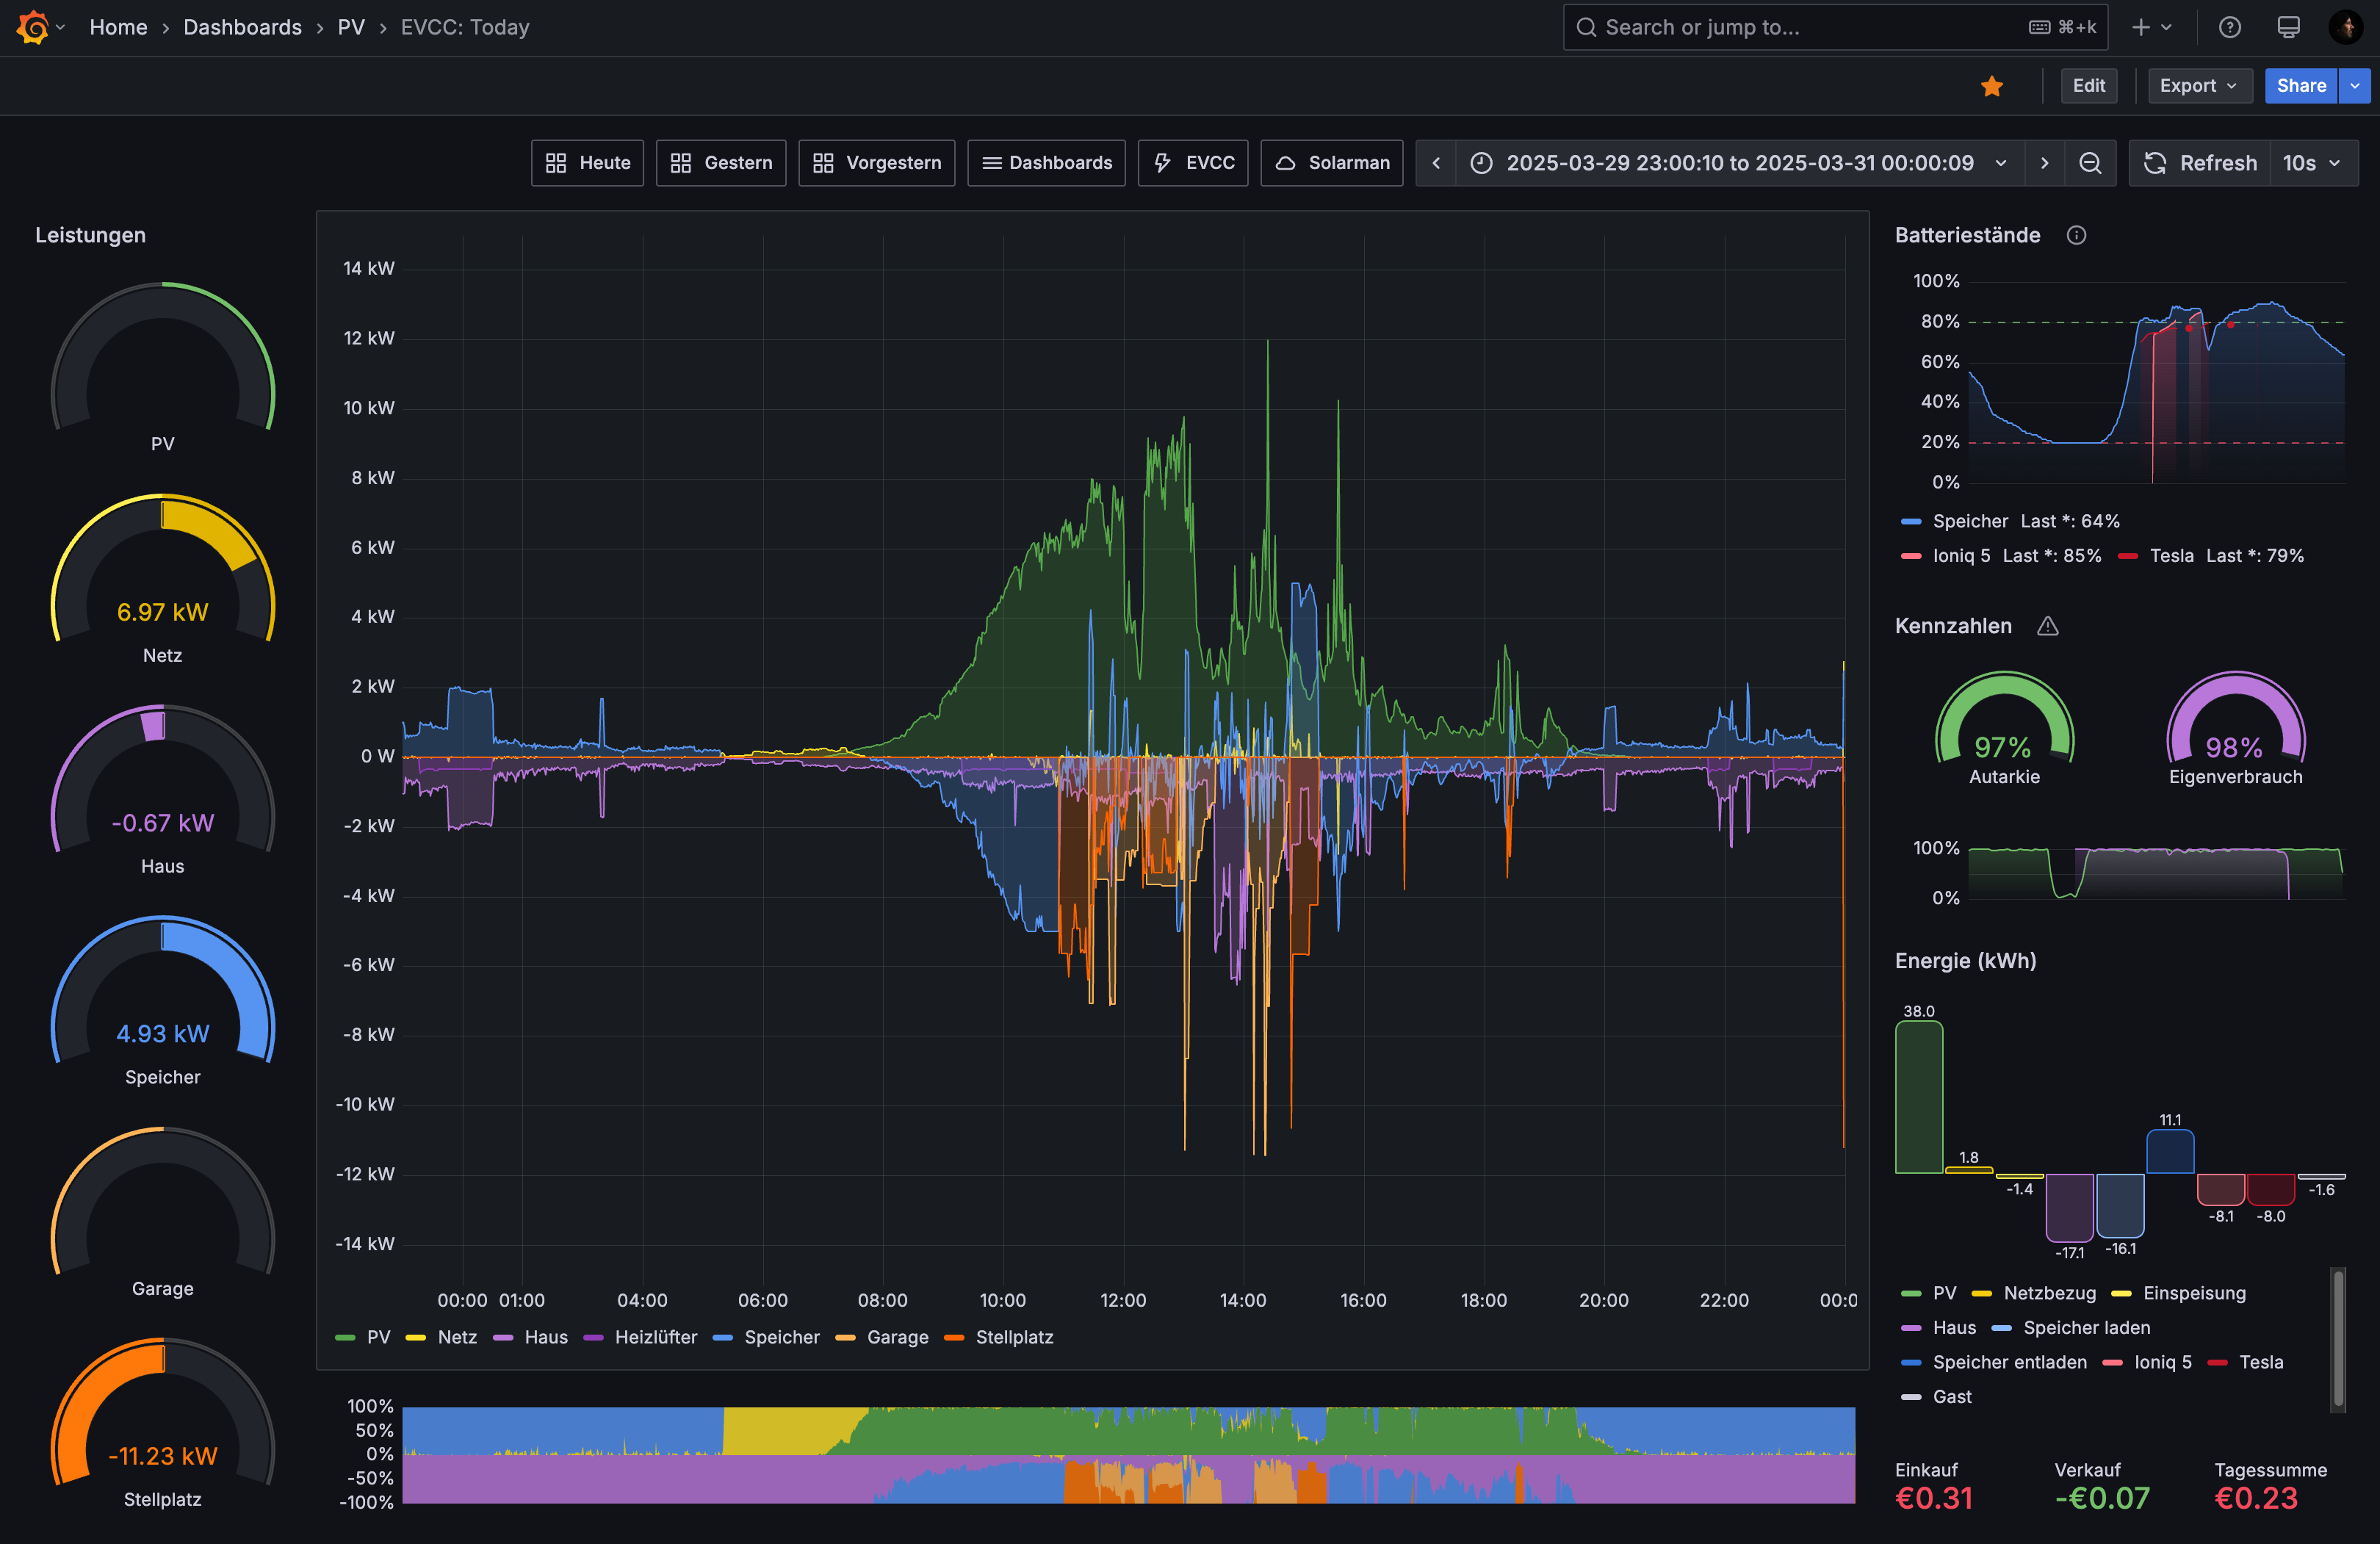 Home › Dashboards › PV › EVCC: Today
Search or jump to... ⌘+k
Edit Export Share
Heute Gestern Vorgestern Dashboards EVCC Solarman 2025-03-29 23:00:10 to 2025-03-31 00:00:09 Refresh 10s
Leistungen
PV
6.97 kW
Netz
-0.67 kW
Haus
4.93 kW
Speicher
Garage
-11.23 kW
Stellplatz
14 kW
12 kW
10 kW
8 kW
6 kW
4 kW
2 kW
0 W
-2 kW
-4 kW
-6 kW
-8 kW
-10 kW
-12 kW
-14 kW
00:00 01:00 04:00 06:00 08:00 10:00 12:00 14:00 16:00 18:00 20:00 22:00 00:0
PV Netz Haus Heizlüfter Speicher Garage Stellplatz
100%
50%
0%
-50%
-100%
Batteriestände
100%
80%
60%
40%
20%
0%
Speicher Last *: 64%
Ioniq 5 Last *: 85% Tesla Last *: 79%
Kennzahlen
97%
Autarkie
98%
Eigenverbrauch
100%
0%
Energie (kWh)
38.0
1.8
-1.4
-17.1
-16.1
11.1
-8.1
-8.0
-1.6
PV Netzbezug Einspeisung
Haus Speicher laden
Speicher entladen Ioniq 5 Tesla
Gast
Einkauf Verkauf Tagessumme
€0.31 -€0.07 €0.23